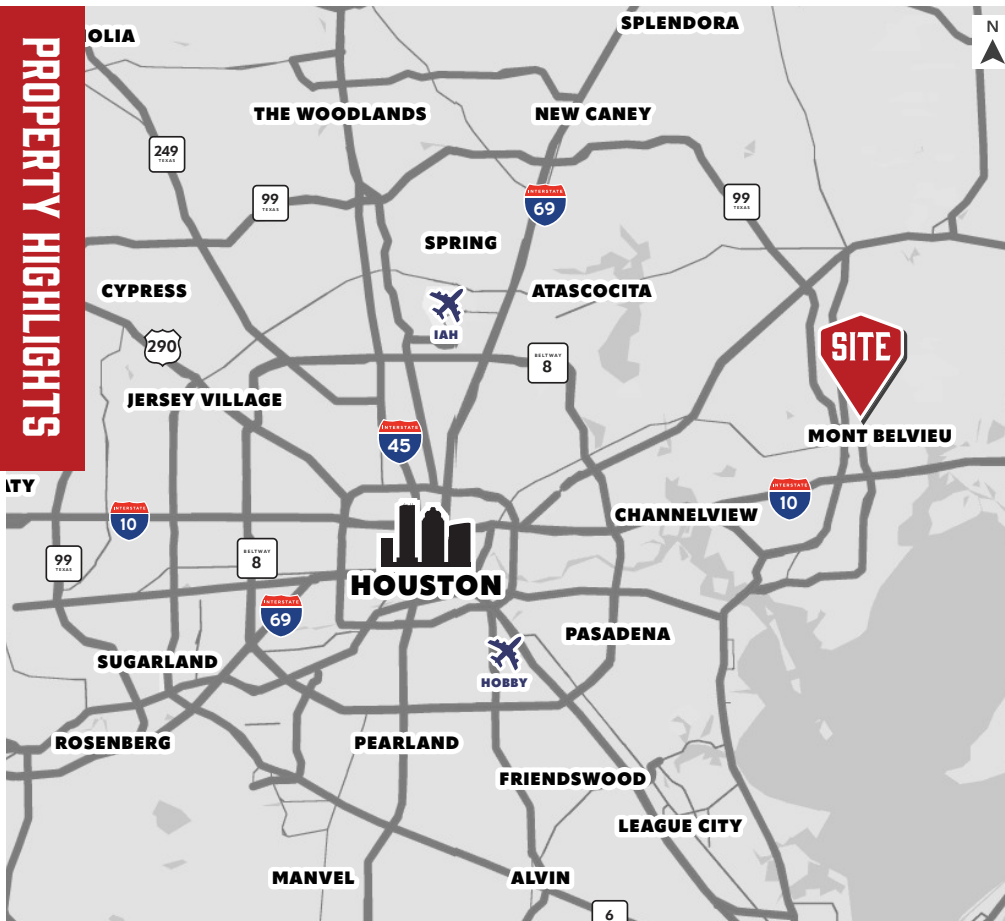 PROPERTY HIGHLIGHTS
OLIA
SPLENDORA
N
THE WOODLANDS
NEW CANEY
249
TEXAS
99
TEXAS
INTERSTATE
69
99
TEXAS
SPRING
CYPRESS
ATASCOCITA
IAH
290
BELTWAY
8
SITE
JERSEY VILLAGE
INTERSTATE
45
MONT BELVIEU
ATY
INTERSTATE
10
INTERSTATE
10
CHANNELVIEW
99
TEXAS
BELTWAY
8
HOUSTON
INTERSTATE
69
PASADENA
SUGARLAND
HOBBY
ROSENBERG
PEARLAND
FRIENDSWOOD
LEAGUE CITY
MANVEL
ALVIN
6